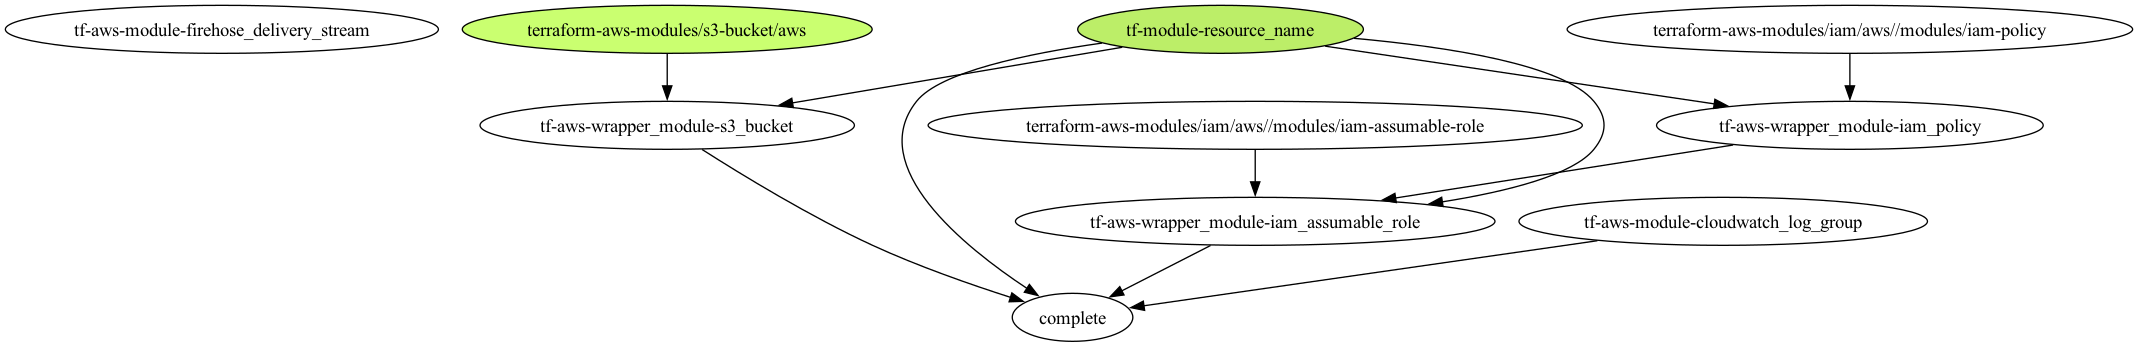 tf-aws-module-firehose_delivery_stream
terraform-aws-modules/s3-bucket/aws
tf-module-resource_name
terraform-aws-modules/iam/aws//modules/iam-policy
tf-aws-wrapper_module-s3_bucket
terraform-aws-modules/iam/aws//modules/iam-assumable-role
tf-aws-wrapper_module-iam_policy
tf-aws-wrapper_module-iam_assumable_role
tf-aws-module-cloudwatch_log_group
complete